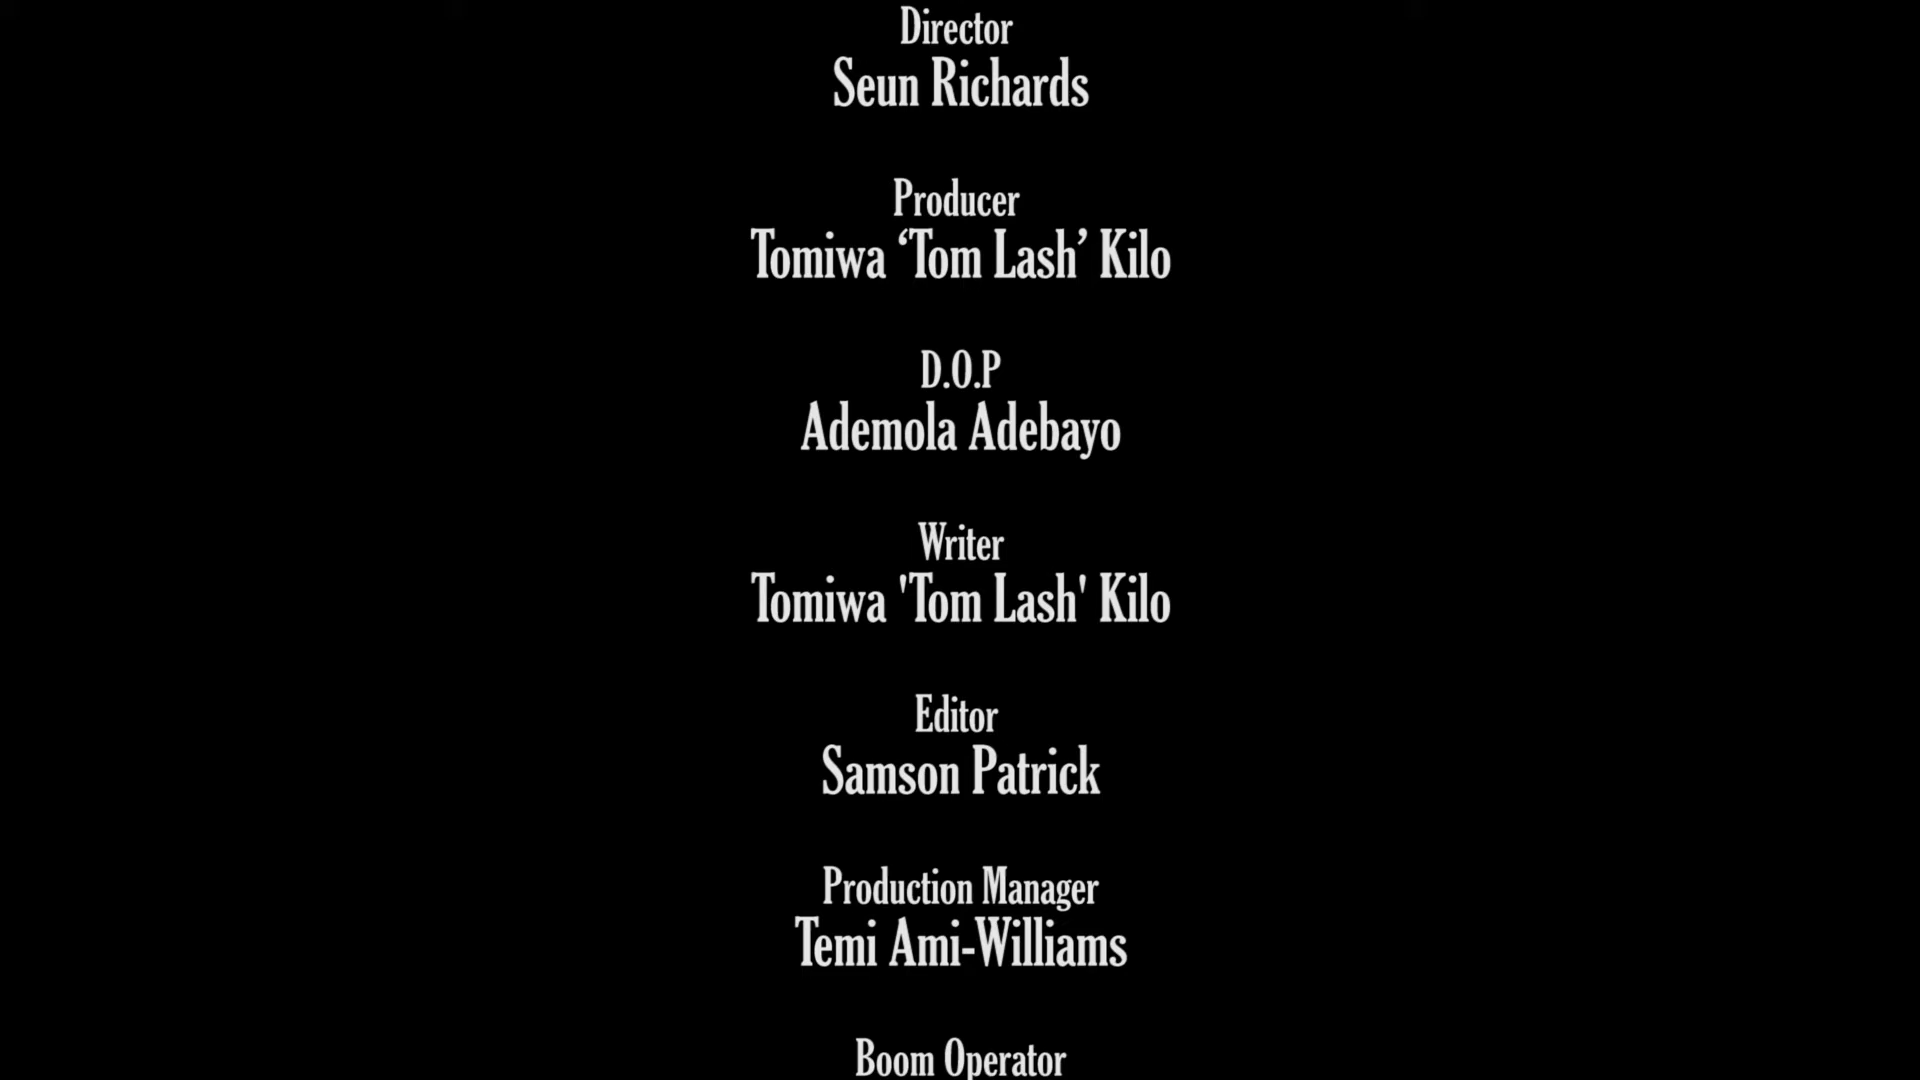 Director
Seun Richards
Producer
Tomiwa ‘Tom Lash’ Kilo
D.O.P
Ademola Adebayo
Writer
Tomiwa 'Tom Lash' Kilo
Editor
Samson Patrick
Production Manager
Temi Ami-Williams
Boom Operator